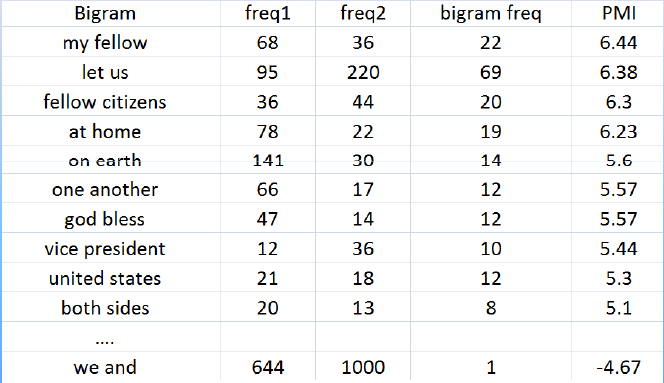 Bigram freq1 freq2 bigram freq PMI
my fellow 68 36 22 6.44
let us 95 220 69 6.38
fellow citizens 36 44 20 6.3
at home 78 22 19 6.23
on earth 141 30 14 5.6
one another 66 17 12 5.57
god bless 47 14 12 5.57
vice president 12 36 10 5.44
united states 21 18 12 5.3
both sides 20 13 8 5.1
....
we and 644 1000 1 -4.67